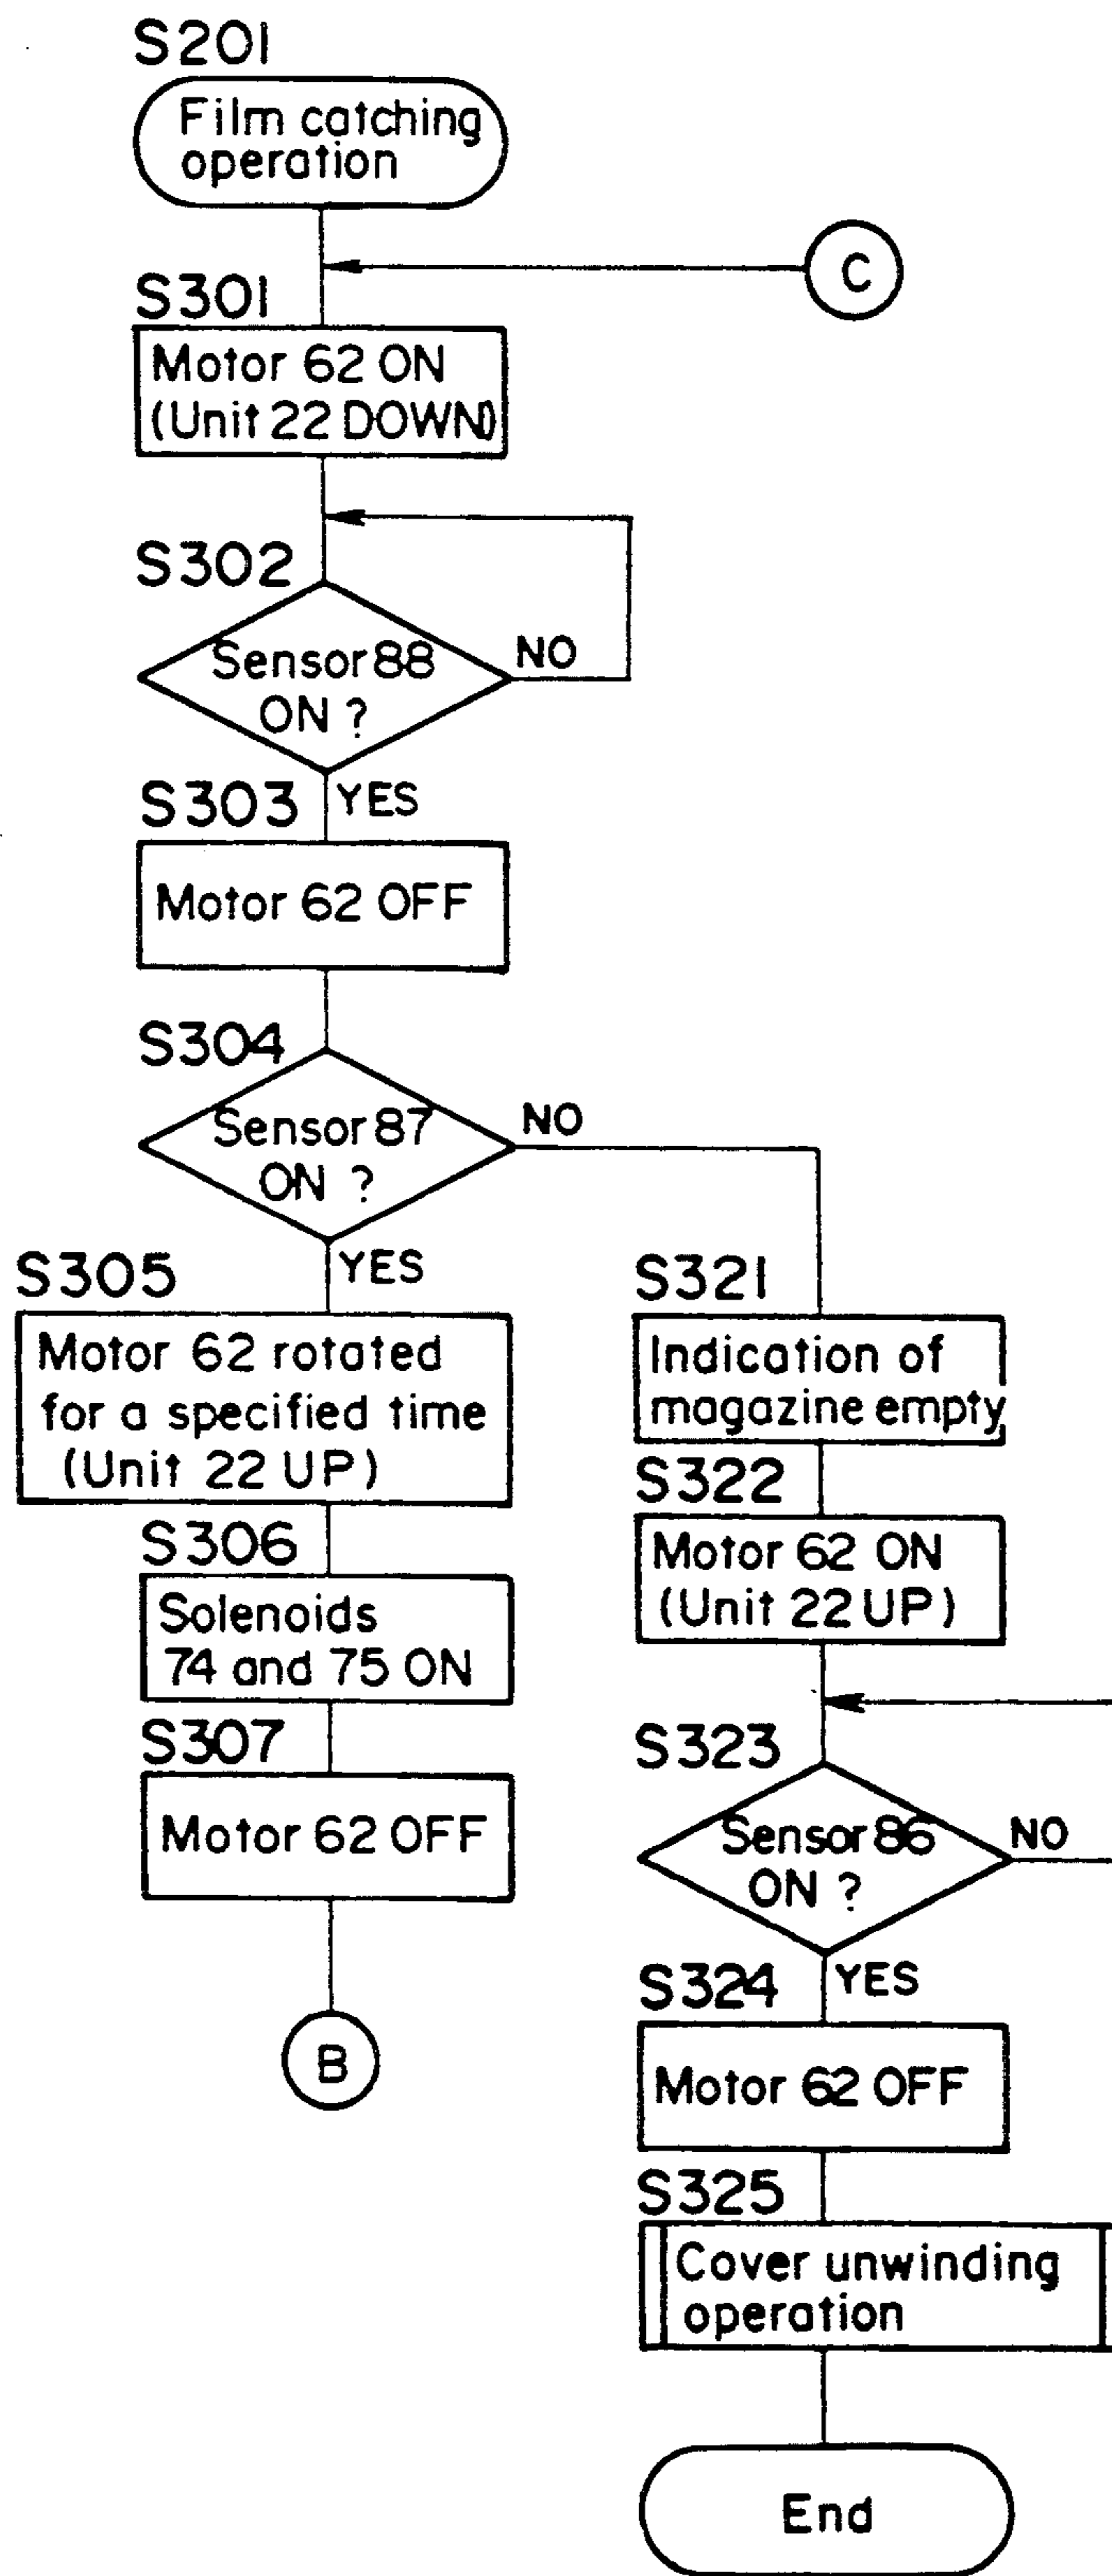 S201
Film catching
operation
C
S301
Motor 62 ON
(Unit 22 DOWN)
S302
Sensor 88
ON ?
NO
YES
S303
Motor 62 OFF
S304
Sensor 87
ON ?
NO
YES
S305
Motor 62 rotated
for a specified time
(Unit 22 UP)
S306
Solenoids
74 and 75 ON
S307
Motor 62 OFF
B
S321
Indication of
magazine empty
S322
Motor 62 ON
(Unit 22 UP)
S323
Sensor 86
ON ?
NO
YES
S324
Motor 62 OFF
S325
Cover unwinding
operation
End